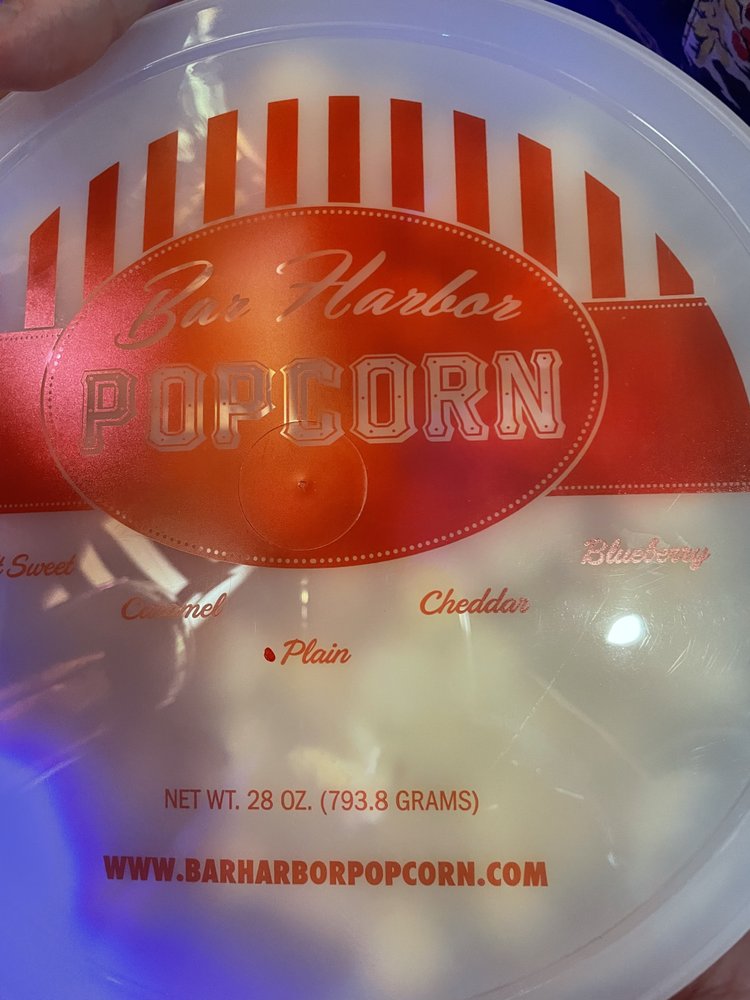 Bar Harbor
POPCORN
Sweet
Caramel
Plain
Cheddar
Blueberry
NET WT. 28 OZ. (793.8 GRAMS)
WWW.BARHARBORPOPCORN.COM